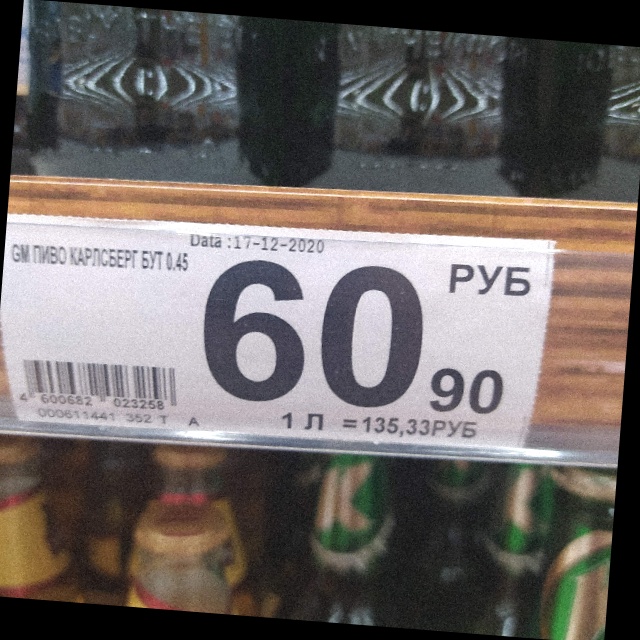 Data :17-12-2020
GM ПИВО КАРЛСБЕРГ БУТ 0.45
60 90 РУБ
4 600682 023258
000611441 352 T A
1 Л =135,33РУБ